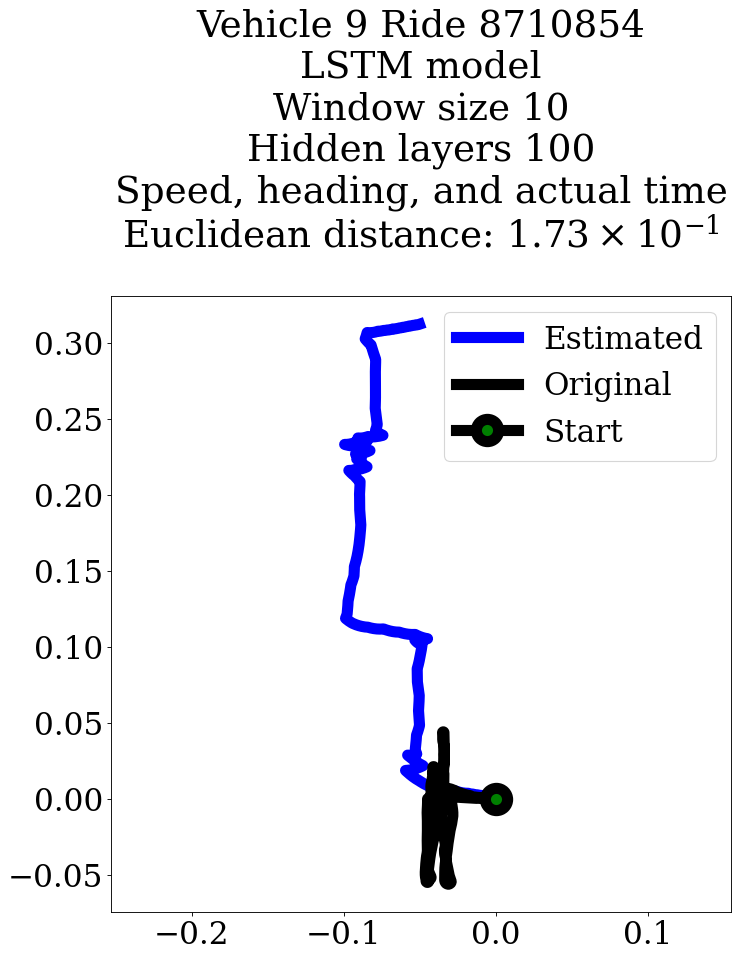 Vehicle 9 Ride 8710854
LSTM model
Window size 10
Hidden layers 100
Speed, heading, and actual time
Euclidean distance: 1.73 × 10⁻¹
Estimated
Original
Start
0.30
0.25
0.20
0.15
0.10
0.05
0.00
−0.05
−0.2
−0.1
0.0
0.1